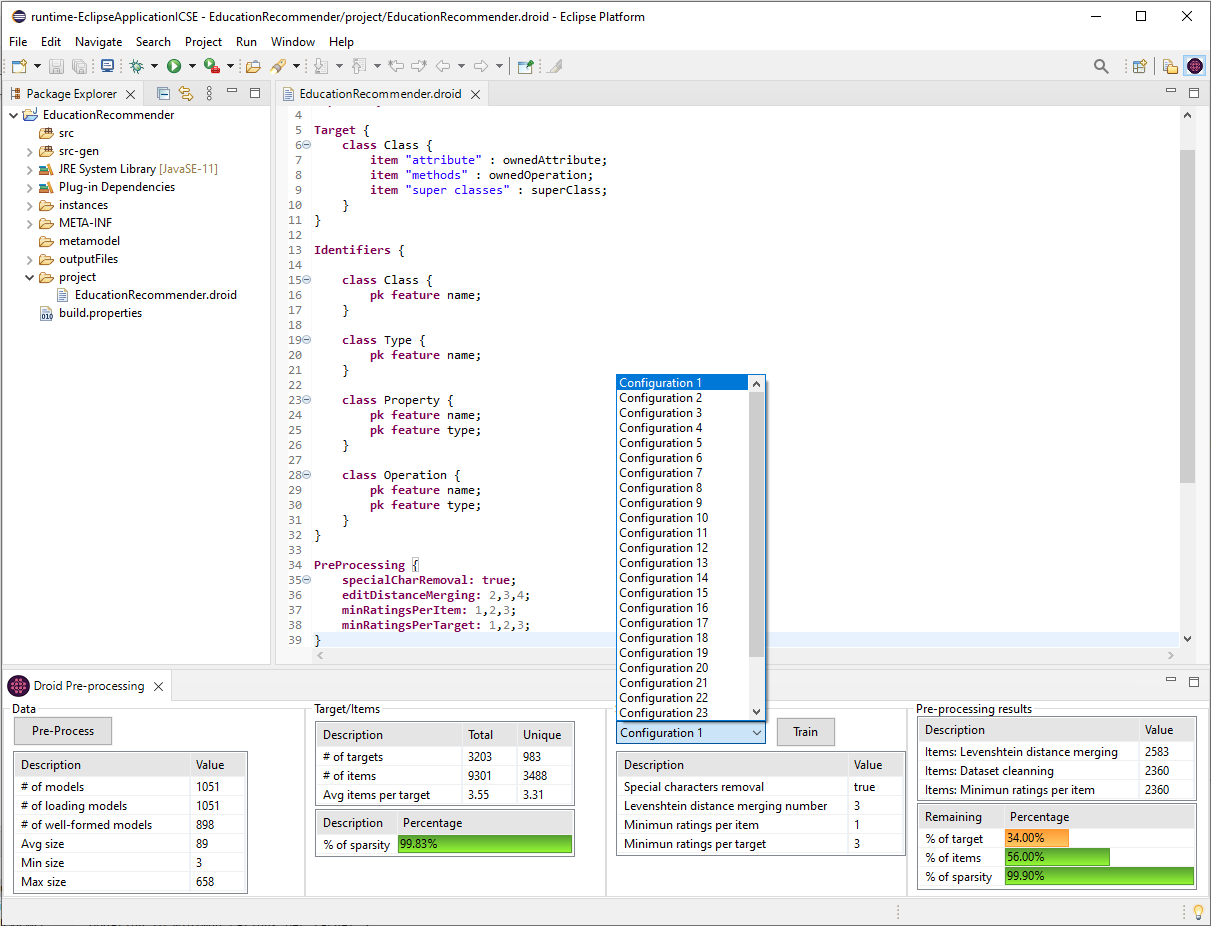 runtime-EclipseApplicationICSE - EducationRecommender/project/EducationRecommender.droid - Eclipse Platform
File Edit Navigate Search Project Run Window Help
Package Explorer
EducationRecommender
src
src-gen
JRE System Library [JavaSE-11]
Plug-in Dependencies
instances
META-INF
metamodel
outputFiles
project
EducationRecommender.droid
build.properties
EducationRecommender.droid
4
5 Target {
6 class Class {
7 item "attribute" : ownedAttribute;
8 item "methods" : ownedOperation;
9 item "super classes" : superClass;
10 }
11 }
12
13 Identifiers {
14
15 class Class {
16 pk feature name;
17 }
18
19 class Type {
20 pk feature name;
21 }
22
23 class Property {
24 pk feature name;
25 pk feature type;
26 }
27
28 class Operation {
29 pk feature name;
30 pk feature type;
31 }
32 }
33
34 PreProcessing {
35 specialCharRemoval: true;
36 editDistanceMerging: 2,3,4;
37 minRatingsPerItem: 1,2,3;
38 minRatingsPerTarget: 1,2,3;
39 }
Configuration 1
Configuration 2
Configuration 3
Configuration 4
Configuration 5
Configuration 6
Configuration 7
Configuration 8
Configuration 9
Configuration 10
Configuration 11
Configuration 12
Configuration 13
Configuration 14
Configuration 15
Configuration 16
Configuration 17
Configuration 18
Configuration 19
Configuration 20
Configuration 21
Configuration 22
Configuration 23
Droid Pre-processing
Data
Pre-Process
Description Value
# of models 1051
# of loading models 1051
# of well-formed models 898
Avg size 89
Min size 3
Max size 658
Target/Items
Description Total Unique
# of targets 3203 983
# of items 9301 3488
Avg items per target 3.55 3.31
Description Percentage
% of sparsity 99.83%
Configuration 1 Train
Description Value
Special characters removal true
Levenshtein distance merging number 3
Minimun ratings per item 1
Minimun ratings per target 3
Pre-processing results
Description Value
Items: Levenshtein distance merging 2583
Items: Dataset cleanning 2360
Items: Minimun ratings per item 2360
Remaining Percentage
% of target 34.00%
% of items 56.00%
% of sparsity 99.90%